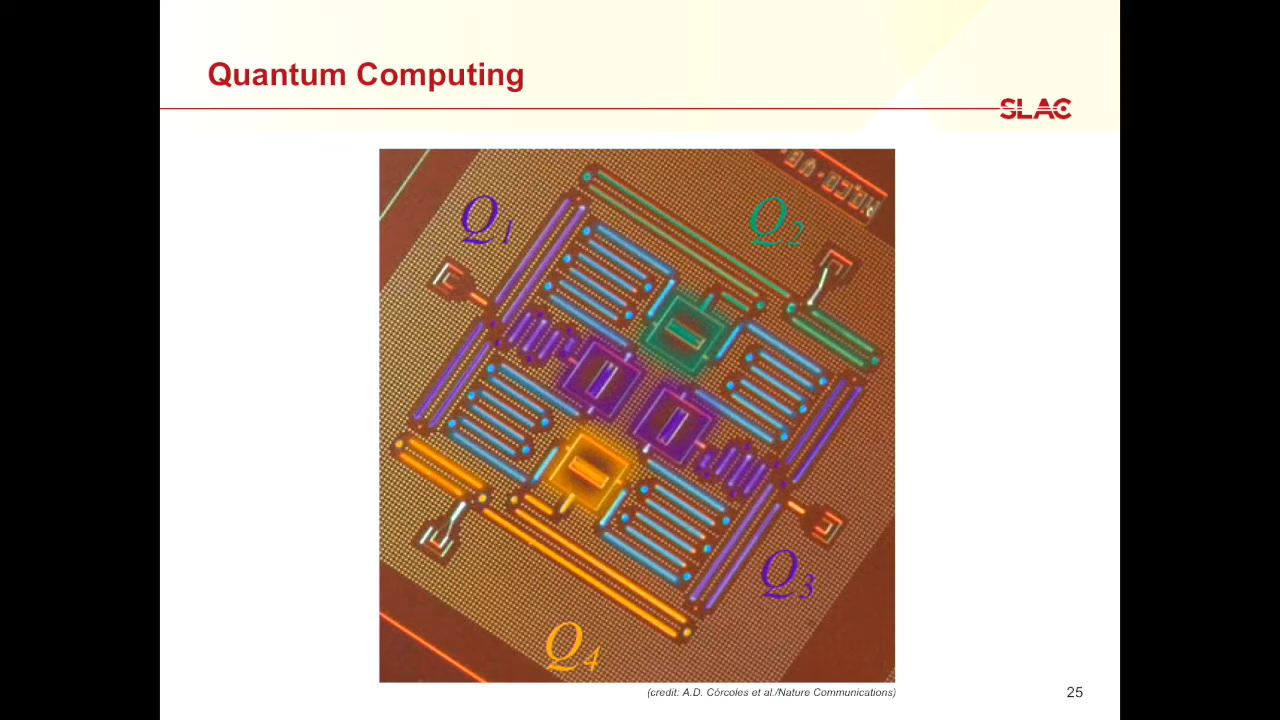 Quantum Computing
SLAC
Q1
Q2
Q3
Q4
(credit: A.D. Córcoles et al./Nature Communications)
25